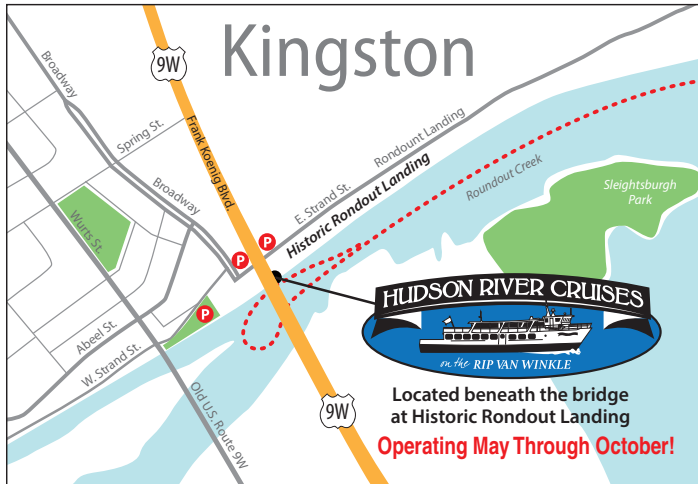 Kingston
9W
Broadway
Spring St.
Frank Koenig Blvd.
Broadway
Rondount Landing
E. Strand St.
Historic Rondout Landing
Roundout Creek
Sleightsburgh
Park
Wurts St.
P
P
P
Abeel St.
W. Strand St.
Old U.S. Route 9W
9W
HUDSON RIVER CRUISES
on the RIP VAN WINKLE
Located beneath the bridge
at Historic Rondout Landing
Operating May Through October!